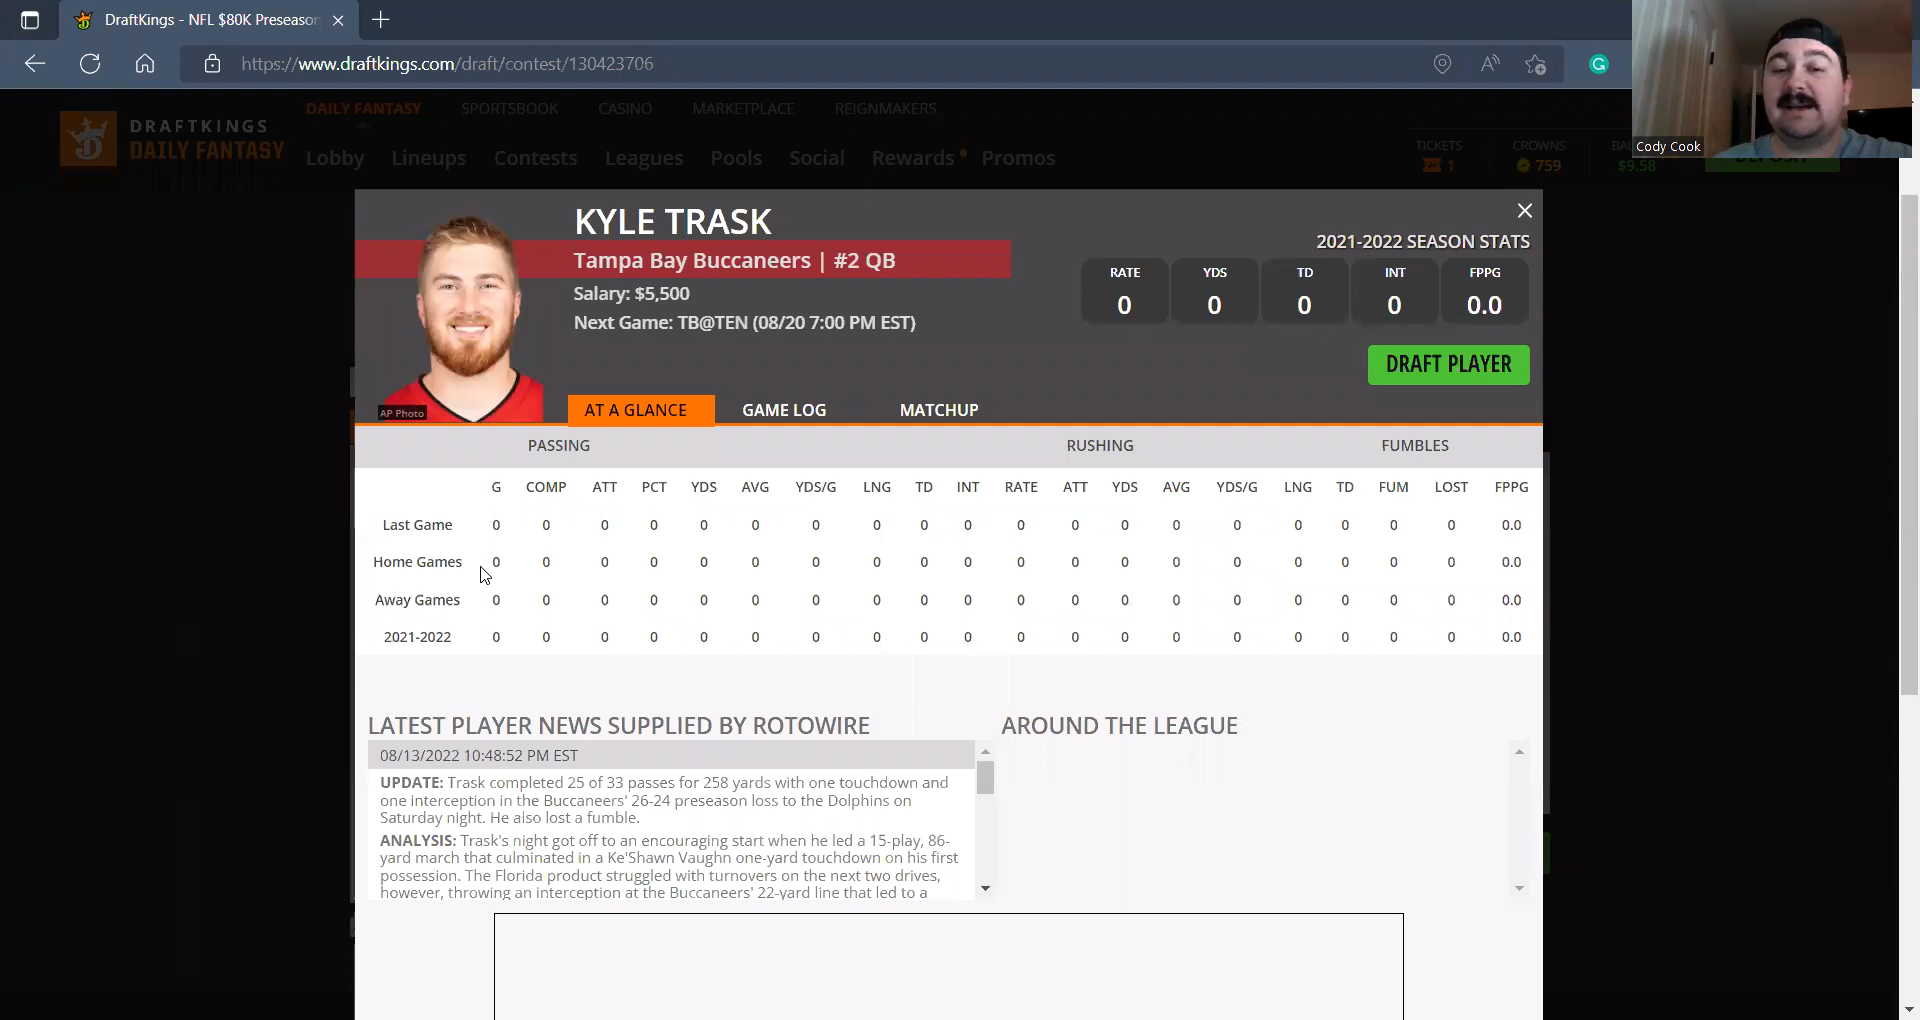 DraftKings - NFL $80K Preseason
https://www.draftkings.com/draft/contest/130423706
G
Cody Cook
DAILY FANTASY SPORTSBOOK CASINO MARKETPLACE REIGNMAKERS
DRAFTKINGS
DAILY FANTASY
Lobby Lineups Contests Leagues Pools Social Rewards Promos
TICKETS
1
CROWNS
759
$9.58
KYLE TRASK
Tampa Bay Buccaneers | #2 QB
Salary: $5,500
Next Game: TB@TEN (08/20 7:00 PM EST)
AP Photo
2021-2022 SEASON STATS
RATE YDS TD INT FPPG
0 0 0 0 0.0
DRAFT PLAYER
AT A GLANCE GAME LOG MATCHUP
PASSING RUSHING FUMBLES
G COMP ATT PCT YDS AVG YDS/G LNG TD INT RATE ATT YDS AVG YDS/G LNG TD FUM LOST FPPG
Last Game 0 0 0 0 0 0 0 0 0 0 0 0 0 0 0 0 0 0 0 0.0
Home Games 0 0 0 0 0 0 0 0 0 0 0 0 0 0 0 0 0 0 0 0.0
Away Games 0 0 0 0 0 0 0 0 0 0 0 0 0 0 0 0 0 0 0 0.0
2021-2022 0 0 0 0 0 0 0 0 0 0 0 0 0 0 0 0 0 0 0 0.0
LATEST PLAYER NEWS SUPPLIED BY ROTOWIRE
08/13/2022 10:48:52 PM EST
UPDATE: Trask completed 25 of 33 passes for 258 yards with one touchdown and
one interception in the Buccaneers' 26-24 preseason loss to the Dolphins on
Saturday night. He also lost a fumble.
ANALYSIS: Trask's night got off to an encouraging start when he led a 15-play, 86-
yard march that culminated in a Ke'Shawn Vaughn one-yard touchdown on his first
possession. The Florida product struggled with turnovers on the next two drives,
however, throwing an interception at the Buccaneers' 22-yard line that led to a
AROUND THE LEAGUE